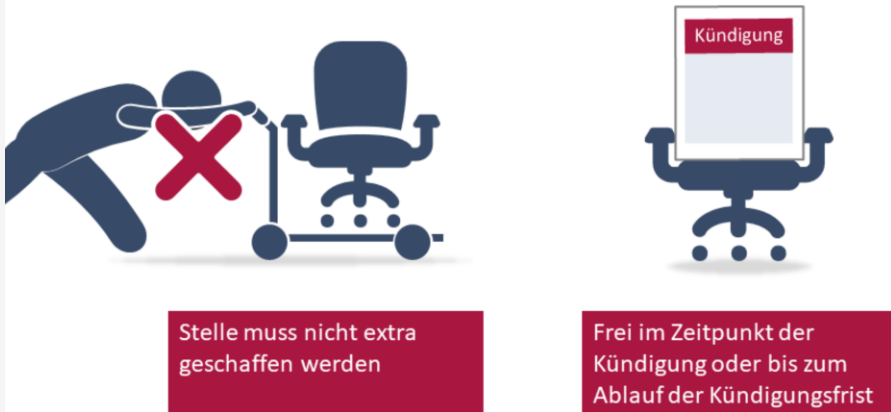 Kündigung
Stelle muss nicht extra
geschaffen werden
Frei im Zeitpunkt der
Kündigung oder bis zum
Ablauf der Kündigungsfrist